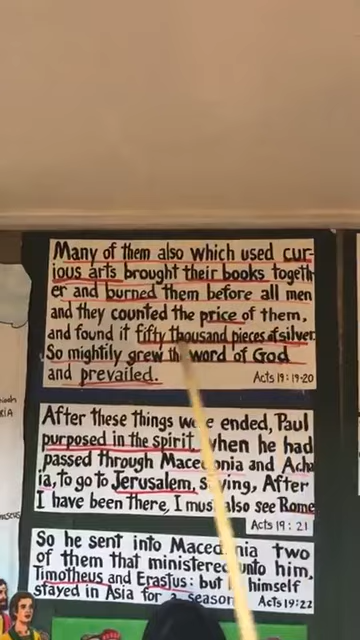 Many of them also which used cur-
ious arts brought their books togeth-
er and burned them before all men
and they counted the price of them,
and found it fifty thousand pieces of silver.
So mightily grew the word of God
and prevailed.
Acts 19:19-20
After these things were ended, Paul
purposed in the spirit, when he had
passed through Macedonia and Acha
ia, to go to Jerusalem, saying, After
I have been There, I must also see Rome
Acts 19:21
So he sent into Macedonia two
of them that ministered unto him,
Timotheus and Erastus: but he himself
stayed in Asia for a season
Acts 19:22